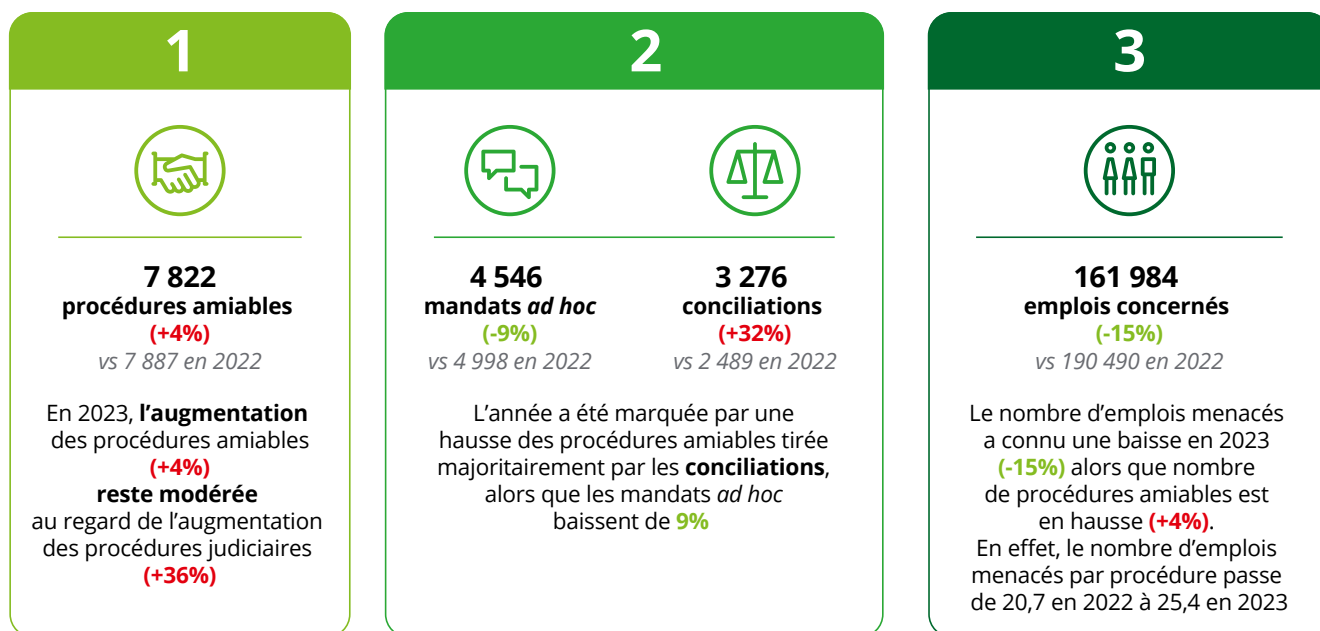 1
7 822
procédures amiables
(+4%)
vs 7 887 en 2022
En 2023, l’augmentation
des procédures amiables
(+4%)
reste modérée
au regard de l’augmentation
des procédures judiciaires
(+36%)
2
4 546
mandats ad hoc
(-9%)
vs 4 998 en 2022
3 276
conciliations
(+32%)
vs 2 489 en 2022
L’année a été marquée par une
hausse des procédures amiables tirée
majoritairement par les conciliations,
alors que les mandats ad hoc
baissent de 9%
3
161 984
emplois concernés
(-15%)
vs 190 490 en 2022
Le nombre d’emplois menacés
a connu une baisse en 2023
(-15%) alors que nombre
de procédures amiables est
en hausse (+4%).
En effet, le nombre d’emplois
menacés par procédure passe
de 20,7 en 2022 à 25,4 en 2023